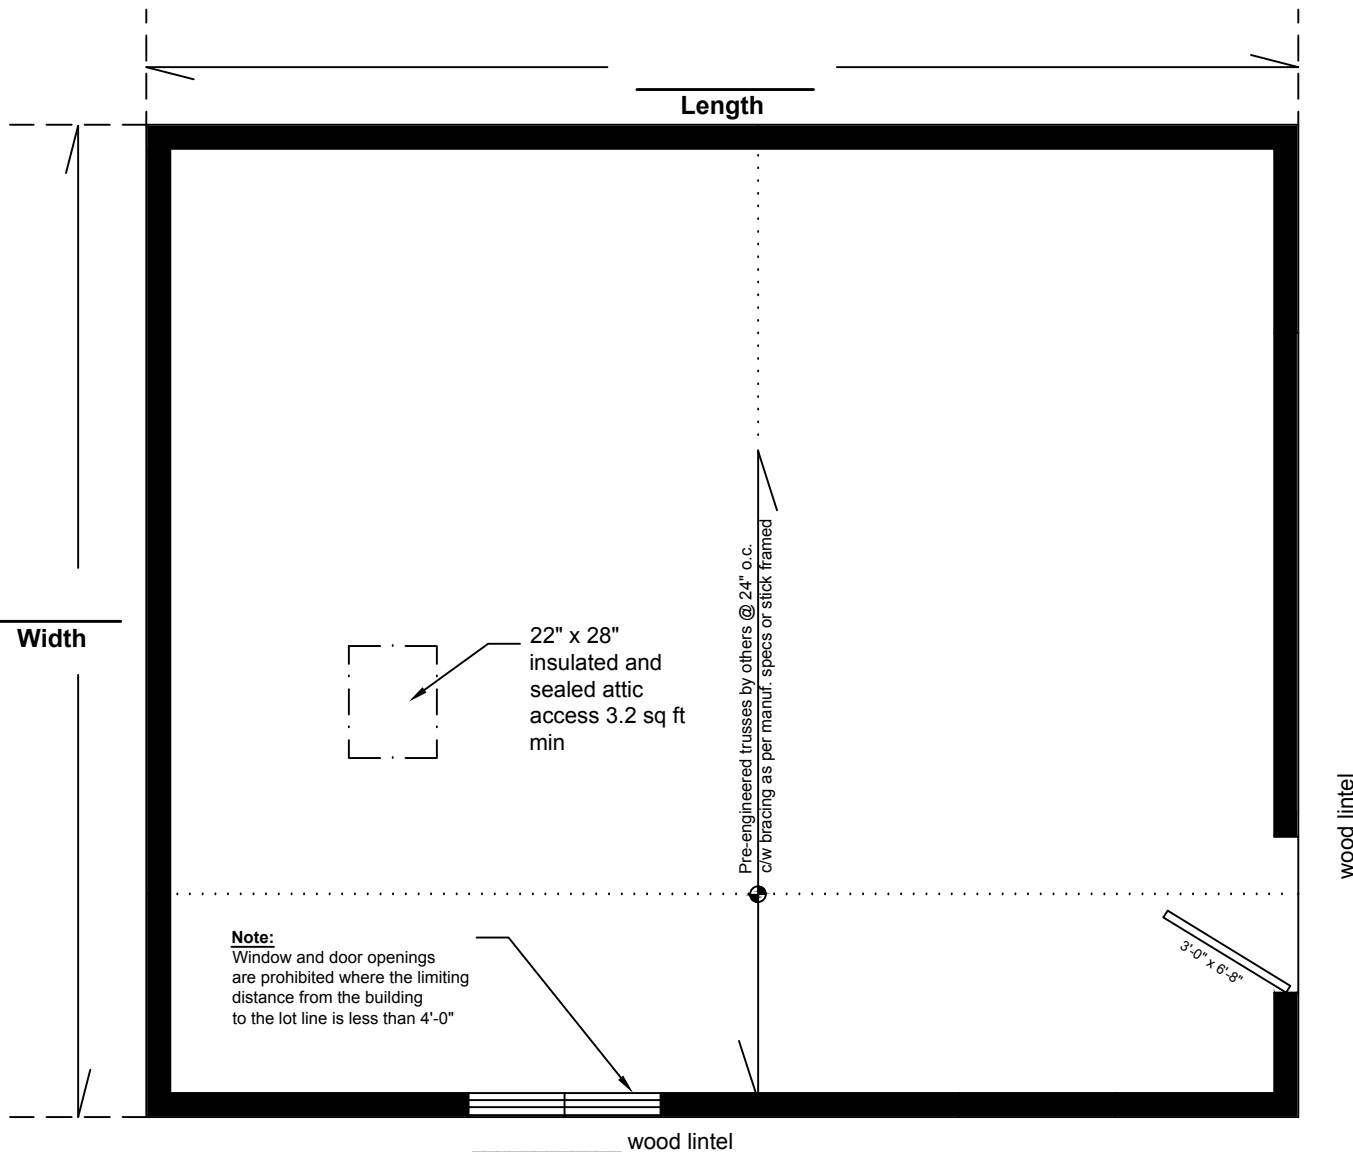 Length
Width
22" x 28"
insulated and
sealed attic
access 3.2 sq ft
min
Pre-engineered trusses by others @ 24" o.c.
c/w bracing as per manuf. specs or stick framed
wood lintel
Note:
Window and door openings
are prohibited where the limiting
distance from the building
to the lot line is less than 4'-0"
3'-0" x 6'-8"
wood lintel